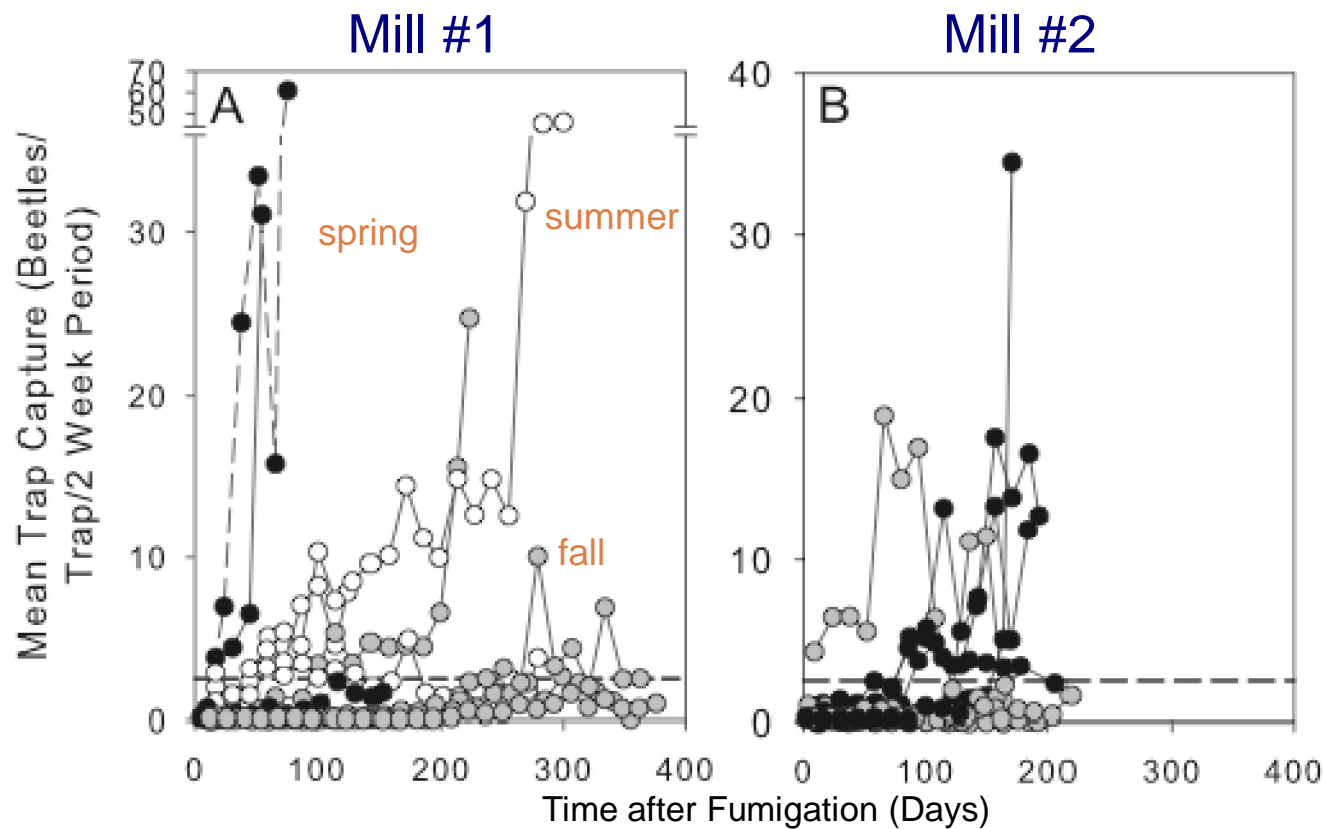 Mill #1
Mill #2
Mean Trap Capture (Beetles/
Trap/2 Week Period)
70
60
50
30
20
10
0
A
spring
summer
fall
0 100 200 300 400
40
30
20
10
0
B
0 100 200 300 400
Time after Fumigation (Days)